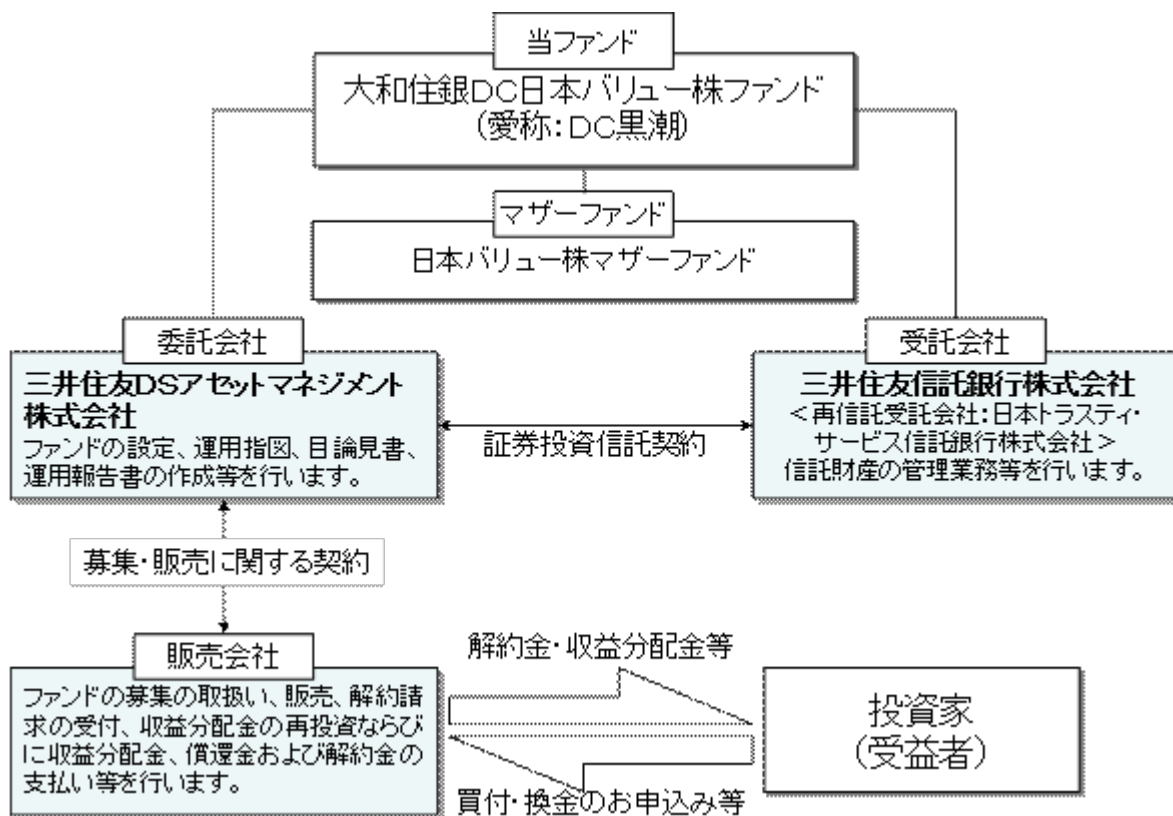 当ファンド
大和住銀DC日本バリュー株ファンド
(愛称:DC黒潮)
マザーファンド
日本バリュー株マザーファンド
委託会社
三井住友DSアセットマネジメント
株式会社
ファンドの設定、運用指図、目論見書、
運用報告書の作成等を行います。
証券投資信託契約
受託会社
三井住友信託銀行株式会社
<再信託受託会社:日本トラスティ・
サービス信託銀行株式会社>
信託財産の管理業務等を行います。
募集・販売に関する契約
販売会社
ファンドの募集の取扱い、販売、解約請
求の受付、収益分配金の再投資ならび
に収益分配金、償還金および解約金の
支払い等を行います。
解約金・収益分配金等
買付・換金のお申込み等
投資家
(受益者)